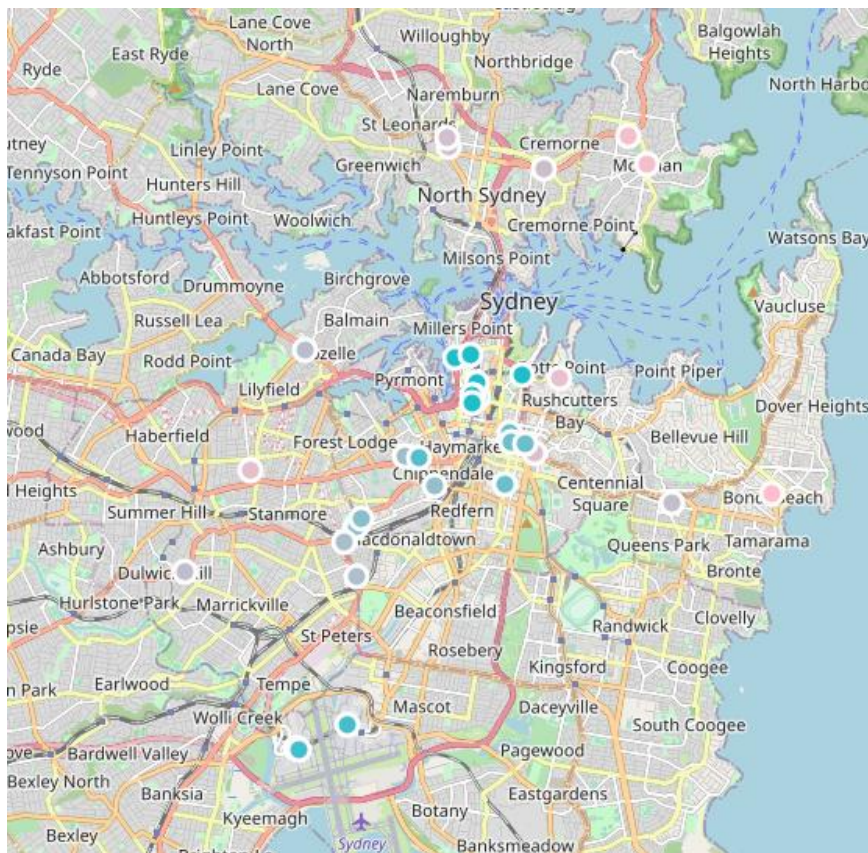 Lane Cove
North
Willoughby
Balgowlah
Heights
East Ryde
Northbridge
Ryde
Lane Cove
Naremburn
North Harbo
St Leonards
Cremorne
Linley Point
Greenwich
Tennyson Point
Hunters Hill
North Sydney
Huntleys Point
Woolwich
Cremorne Point
Watsons Bay
Milsons Point
Abbotsford
Birchgrove
Drummoyne
Sydney
Vaucluse
Russell Lea
Balmain
Millers Point
Canada Bay
Rodd Point
Point Piper
Pyrmont
Lilyfield
Rushcutters
Bay
Dover Heights
Haberfield
Forest Lodge
Haymarke
Bellevue Hill
Chippendale
Centennial
Square
Summer Hill
Stanmore
Redfern
Ashbury
Queens Park
Tamarama
Bronte
Hurlstone Park
Marrickville
Beaconsfield
Clovelly
St Peters
Randwick
Rosebery
Kingsford
Coogee
Earlwood
Tempe
Wolli Creek
Mascot
Daceyville
South Coogee
Bardwell Valley
Pagewood
Bexley North
Banksia
Eastgardens
Kyeemagh
Botany
Bexley
Sydney
Banksmeadow